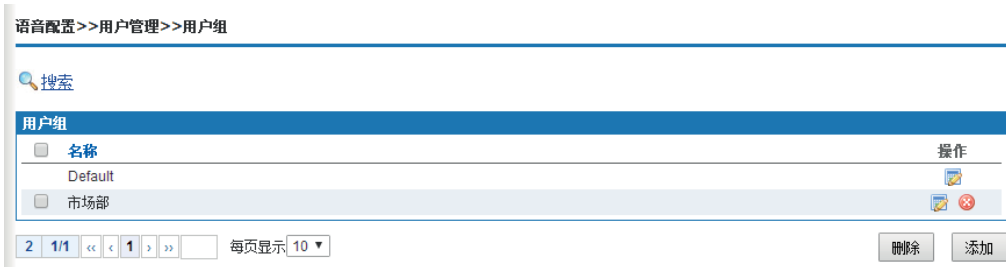 语音配置>>用户管理>>用户组
搜索
用户组
名称 操作
Default
市场部
2 1/1 ‹‹ ‹ 1 › ›› 每页显示 10 ▼ 删除 添加